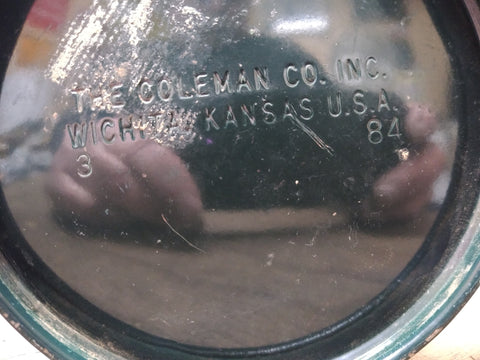 THE COLEMAN CO. INC.
WICHITA, KANSAS U.S.A.
3 84